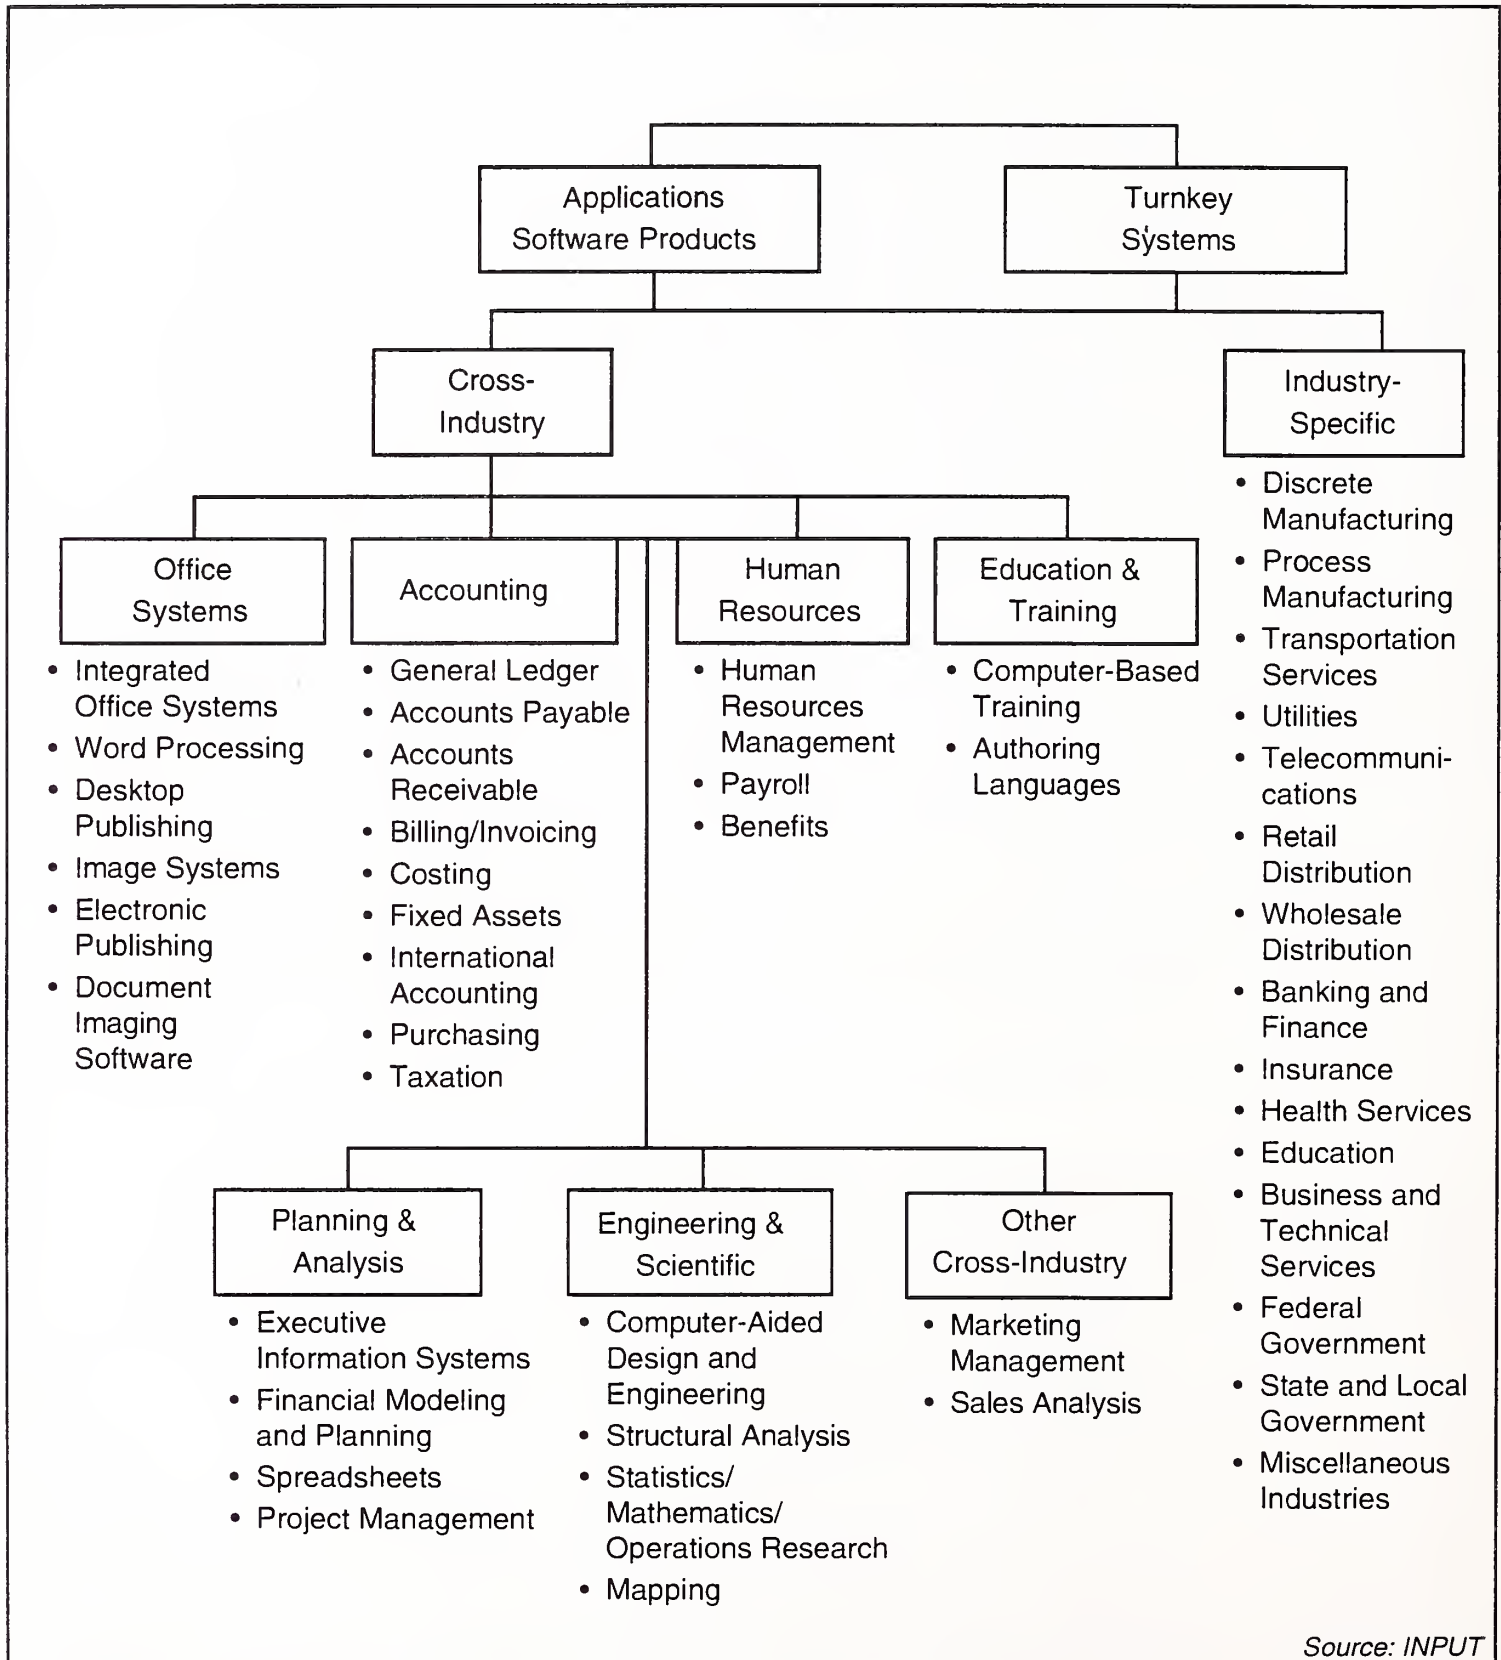 Applications
Software Products
Turnkey
Systems
Cross-
Industry
Industry-
Specific
• Discrete
Manufacturing
• Process
Manufacturing
• Transportation
Services
• Utilities
• Telecommuni-
cations
• Retail
Distribution
• Wholesale
Distribution
• Banking and
Finance
• Insurance
• Health Services
• Education
• Business and
Technical
Services
• Federal
Government
• State and Local
Government
• Miscellaneous
Industries
Office
Systems
• Integrated
Office Systems
• Word Processing
• Desktop
Publishing
• Image Systems
• Electronic
Publishing
• Document
Imaging
Software
Accounting
• General Ledger
• Accounts Payable
• Accounts
Receivable
• Billing/Invoicing
• Costing
• Fixed Assets
• International
Accounting
• Purchasing
• Taxation
Human
Resources
• Human
Resources
Management
• Payroll
• Benefits
Education &
Training
• Computer-Based
Training
• Authoring
Languages
Planning &
Analysis
• Executive
Information Systems
• Financial Modeling
and Planning
• Spreadsheets
• Project Management
Engineering &
Scientific
• Computer-Aided
Design and
Engineering
• Structural Analysis
• Statistics/
Mathematics/
Operations Research
• Mapping
Other
Cross-Industry
• Marketing
Management
• Sales Analysis
Source: INPUT